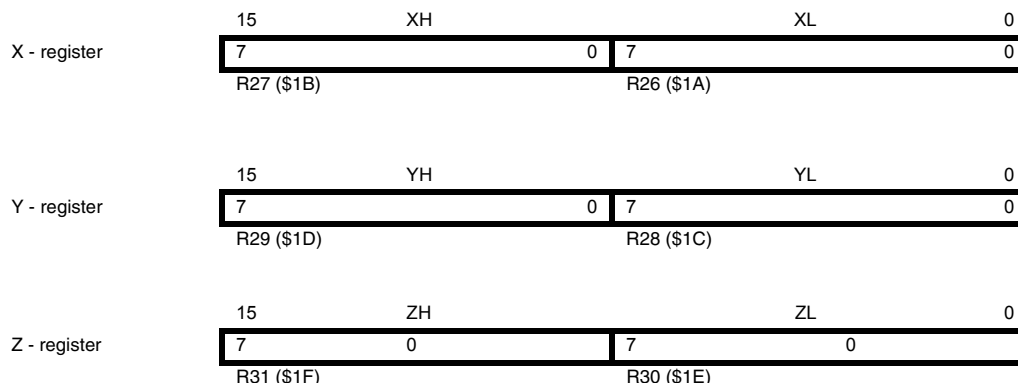 15 XH XL 0
X - register 7 0 7 0
R27 ($1B) R26 ($1A)
15 YH YL 0
Y - register 7 0 7 0
R29 ($1D) R28 ($1C)
15 ZH ZL 0
Z - register 7 0 7 0
R31 ($1F) R30 ($1E)